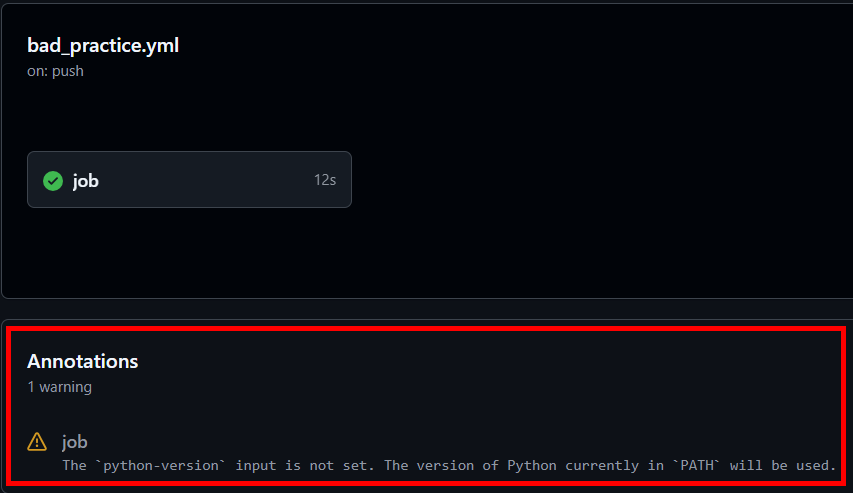 bad_practice.yml
on: push
job
12s
Annotations
1 warning
job
The `python-version` input is not set. The version of Python currently in `PATH` will be used.